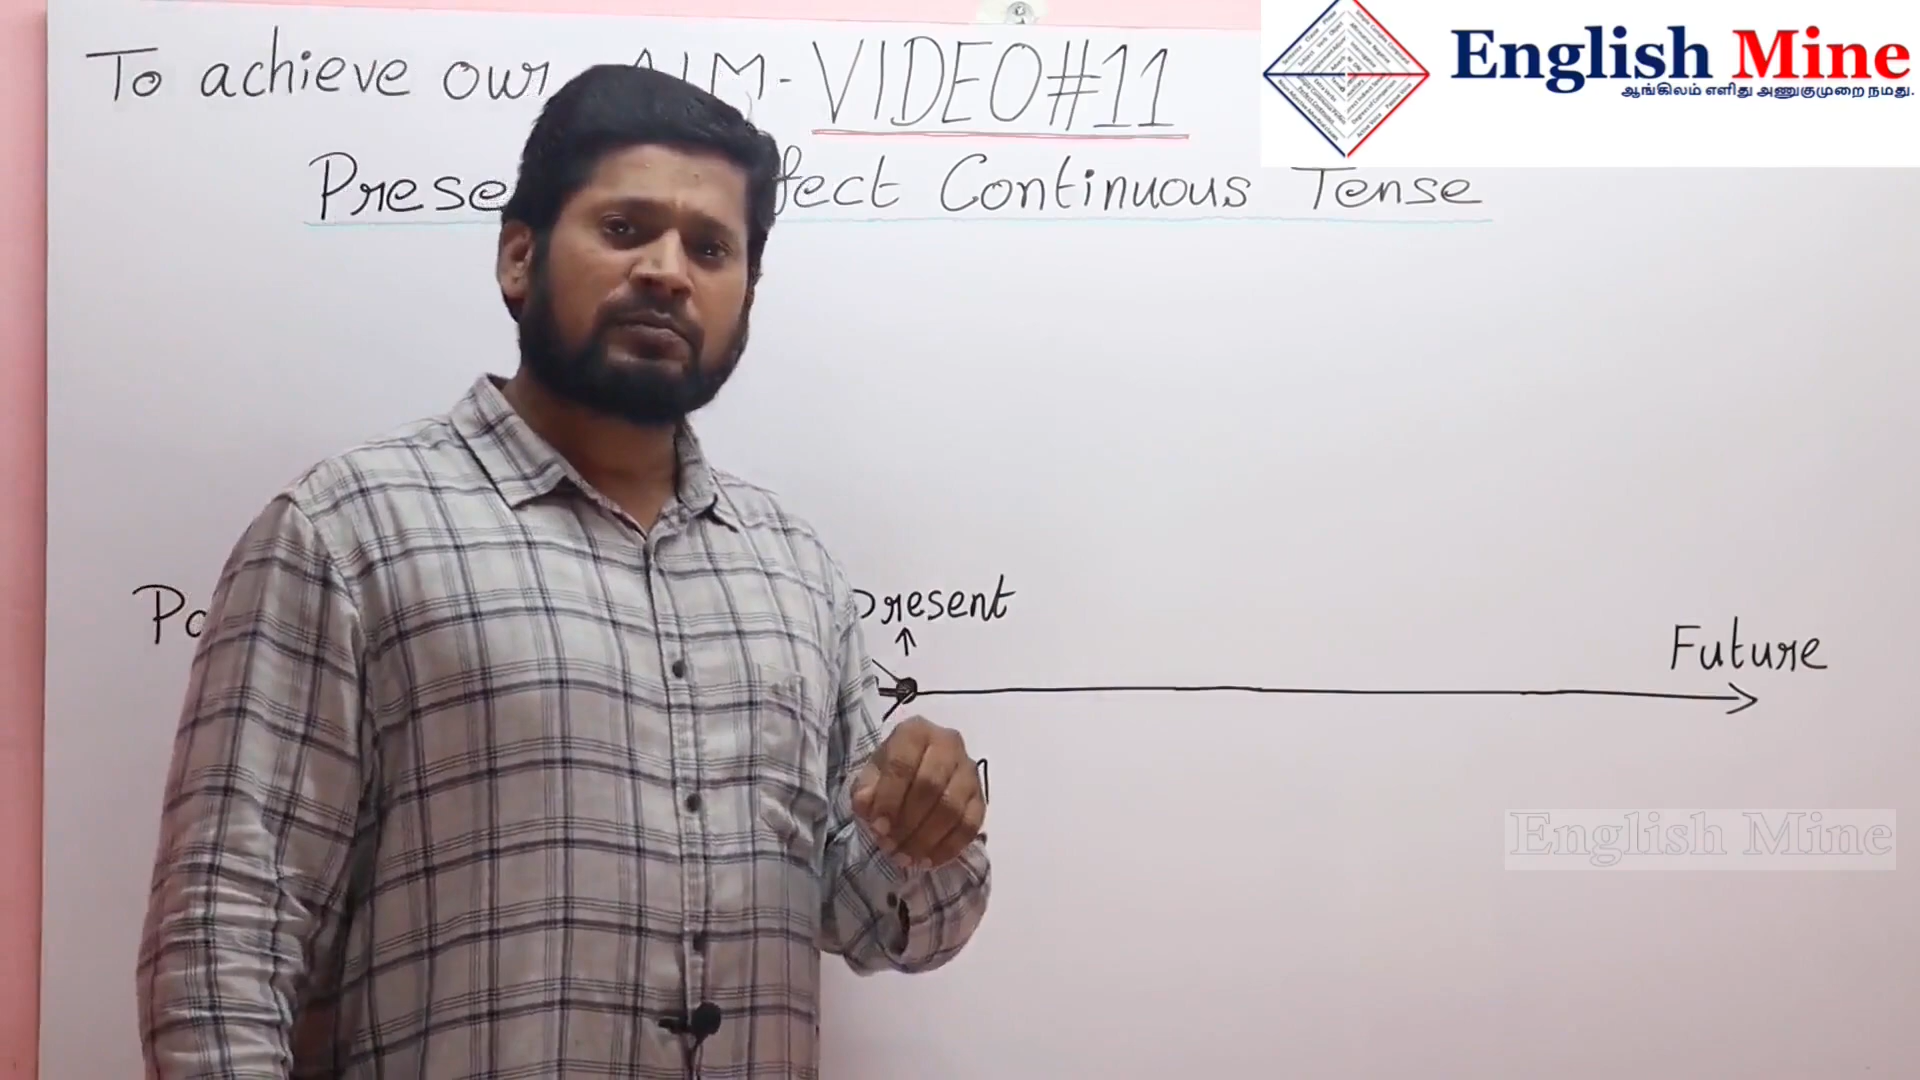 To achieve our AIM - VIDEO#11
English Mine
ஆங்கிலம் எளிது அணுகுமுறை நமது.
Continuous Tense
Present
Future
English Mine